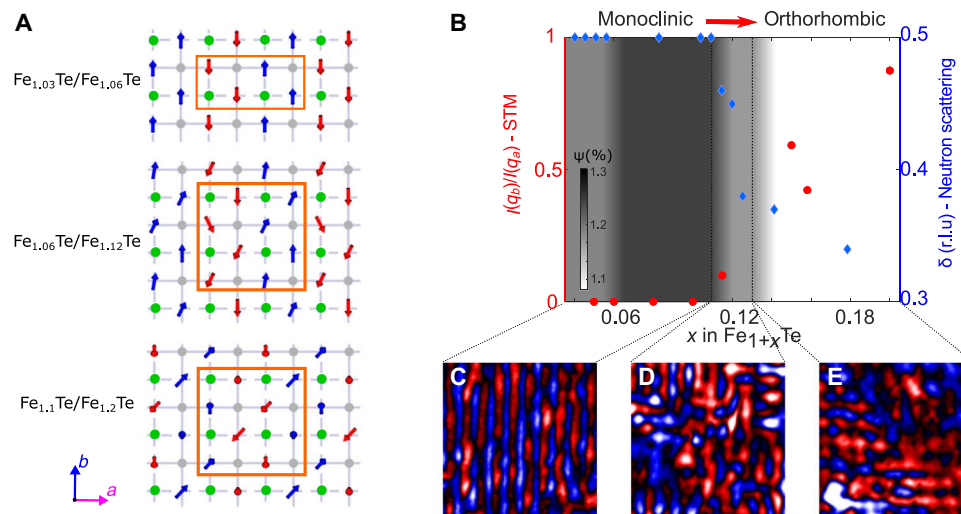 A
Fe1.03Te/Fe1.06Te
Fe1.06Te/Fe1.12Te
Fe1.1Te/Fe1.2Te
b
a
B
Monoclinic
Orthorhombic
1
0.5
0
I(qb)/I(qa) - STM
ψ(%)
1.3
1.2
1.1
0.5
0.4
0.3
δ (r.l.u) - Neutron scattering
0.06
0.12
0.18
x in Fe1+xTe
C
D
E